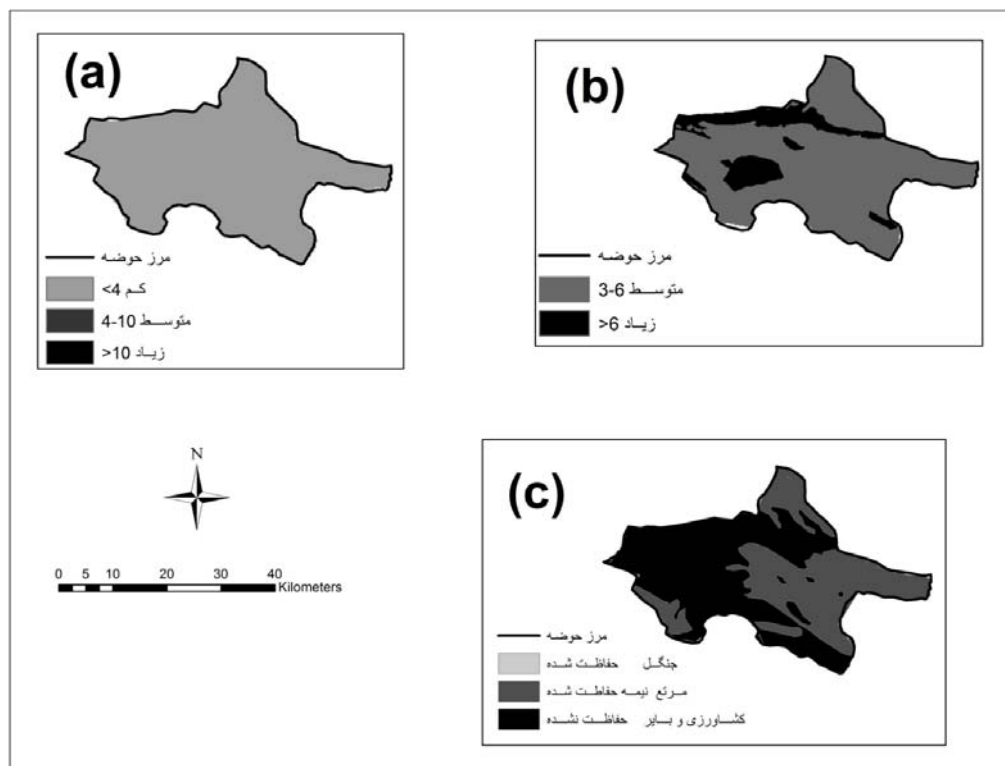 (a)
مرز حوضه
کم 4>
متوسط 4-10
زیاد 10<
(b)
مرز حوضه
متوسط 3-6
زیاد 6<
N
0 5 10 20 30 40
Kilometers
(c)
مرز حوضه
جنگل حفاظت شده
مرتع نیمه حفاظت شده
کشاورزی و بایر حفاظت نشده